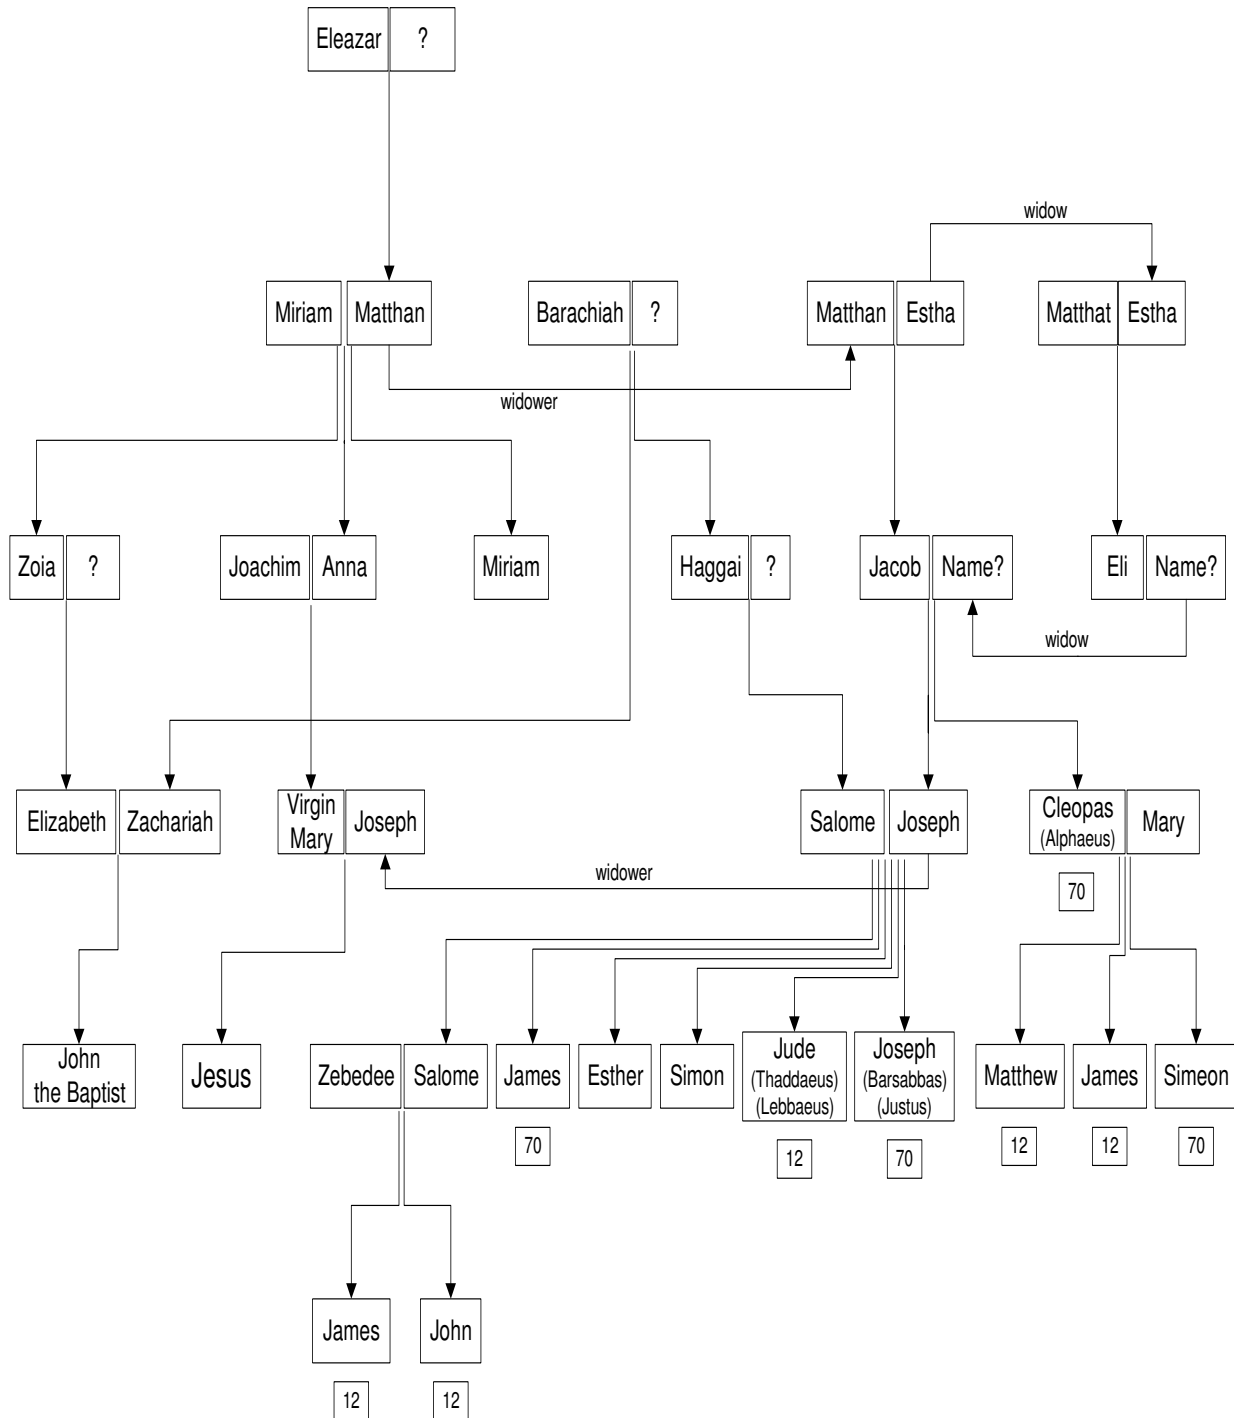 Eleazar
?
widow
Miriam
Matthan
Barachiah
?
Matthan
Estha
Matthat
Estha
widower
Zoia
?
Joachim
Anna
Miriam
Haggai
?
Jacob
Name?
Eli
Name?
widow
Elizabeth
Zachariah
Virgin
Mary
Joseph
Salome
Joseph
Cleopas
(Alphaeus)
Mary
widower
70
John
the Baptist
Jesus
Zebedee
Salome
James
Esther
Simon
Jude
(Thaddaeus)
(Lebbaeus)
Joseph
(Barsabbas)
(Justus)
Matthew
James
Simeon
70
12
70
12
12
70
James
John
12
12